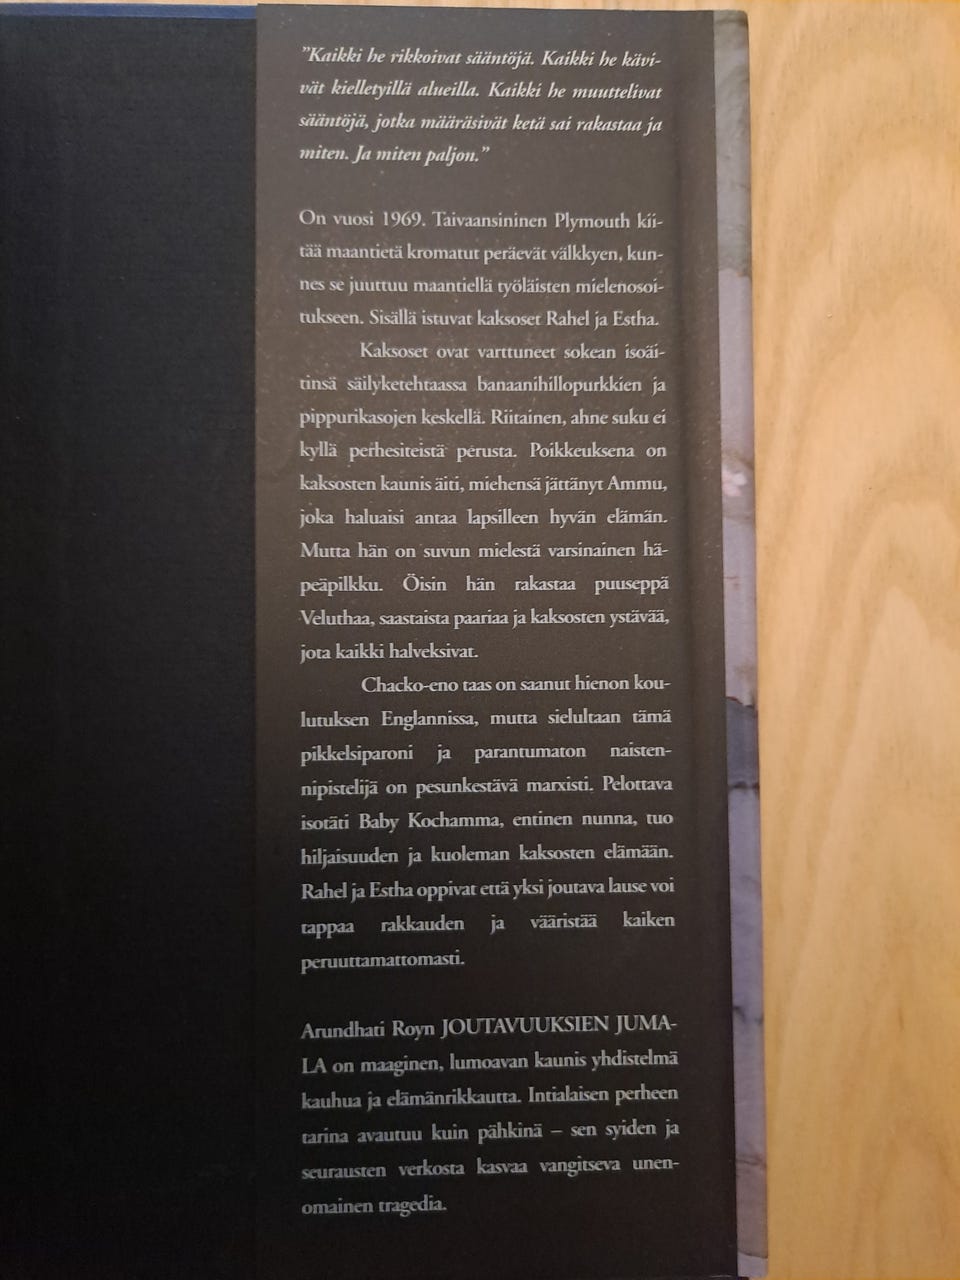 ”Kaikki he rikkoivat sääntöjä. Kaikki he kävi-
vät kielletyillä alueilla. Kaikki he muuttelivat
sääntöjä, jotka määräsivät ketä sai rakastaa ja
miten. Ja miten paljon.”
On vuosi 1969. Taivaansininen Plymouth kii-
tää maantietä kromatut peräevät välkkyen, kun-
nes se juuttuu maantiellä työläisten mielenosoi-
tukseen. Sisällä istuvat kaksoset Rahel ja Estha.
Kaksoset ovat varttuneet sokean isoäi-
tinsä säilyketehtaassa banaanihillopurkkien ja
pippurikasojen keskellä. Riitainen, ahne suku ei
kyllä perhesiteistä perusta. Poikkeuksena on
kaksosten kaunis äiti, miehensä jättänyt Ammu,
joka haluaisi antaa lapsilleen hyvän elämän.
Mutta hän on suvun mielestä varsinainen hä-
peäpilkku. Öisin hän rakastaa puuseppä
Veluthaa, saastaista paariaa ja kaksosten ystävää,
jota kaikki halveksivat.
Chacko-eno taas on saanut hienon kou-
lutuksen Englannissa, mutta sielultaan tämä
pikkelsiparoni ja parantumaton naisten-
nipistelijä on pesunkestävä marxisti. Pelottava
isotäti Baby Kochamma, entinen nunna, tuo
hiljaisuuden ja kuoleman kaksosten elämään.
Rahel ja Estha oppivat että yksi joutava lause voi
tappaa rakkauden ja vääristää kaiken
peruuttamattomasti.
Arundhati Royn JOUTAVUUKSIEN JUMA-
LA on maaginen, lumoavan kaunis yhdistelmä
kauhua ja elämänrikkautta. Intialaisen perheen
tarina avautuu kuin pähkinä – sen syiden ja
seurausten verkosta kasvaa vangitseva unen-
omainen tragedia.